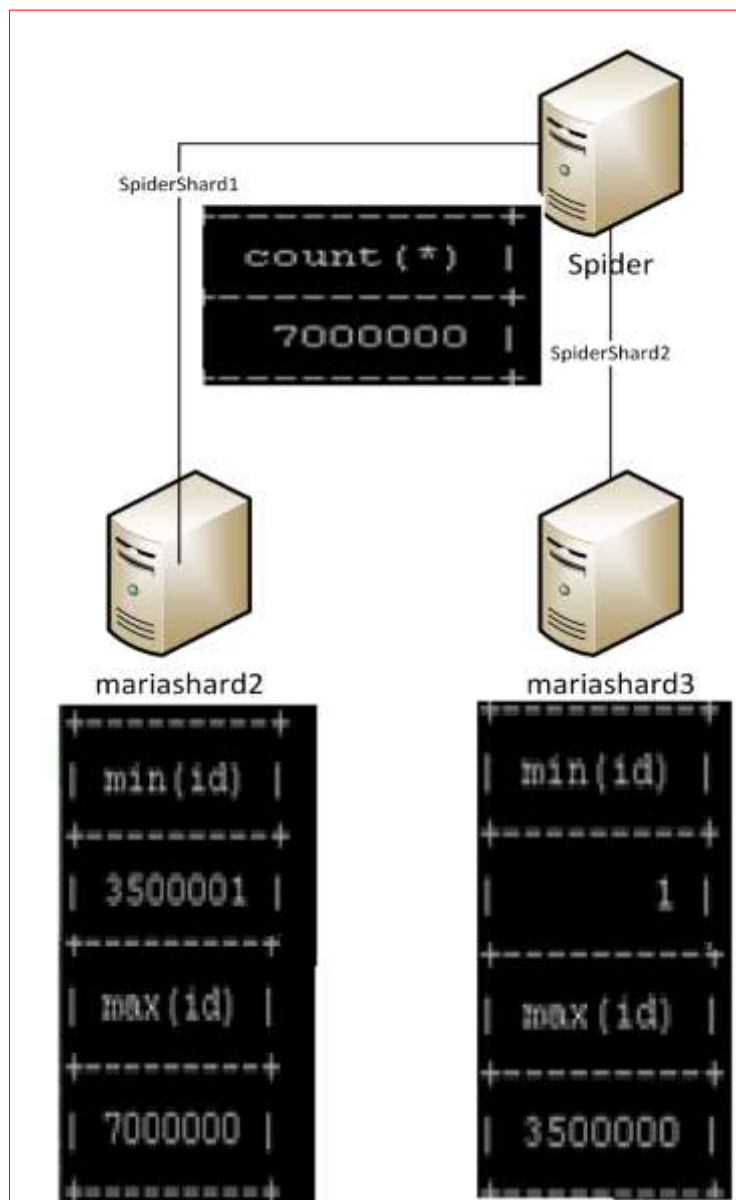 SpiderShard1
+-----------+
count(*) |
+-----------+
7000000 |
+-----------+
Spider
SpiderShard2
mariashard2
+---------+
| min(id) |
+---------+
| 3500001 |
+---------+
| max(id) |
+---------+
| 7000000 |
+---------+
mariashard3
+---------+
| min(id) |
+---------+
| 1 |
+---------+
| max(id) |
+---------+
| 3500000 |
+---------+